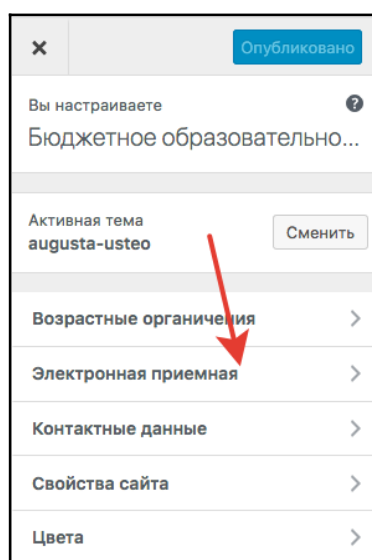 Опубликовано
Вы настраиваете
Бюджетное образовательно...
Активная тема
augusta-usteo
Сменить
Возрастные органичения
Электронная приемная
Контактные данные
Свойства сайта
Цвета